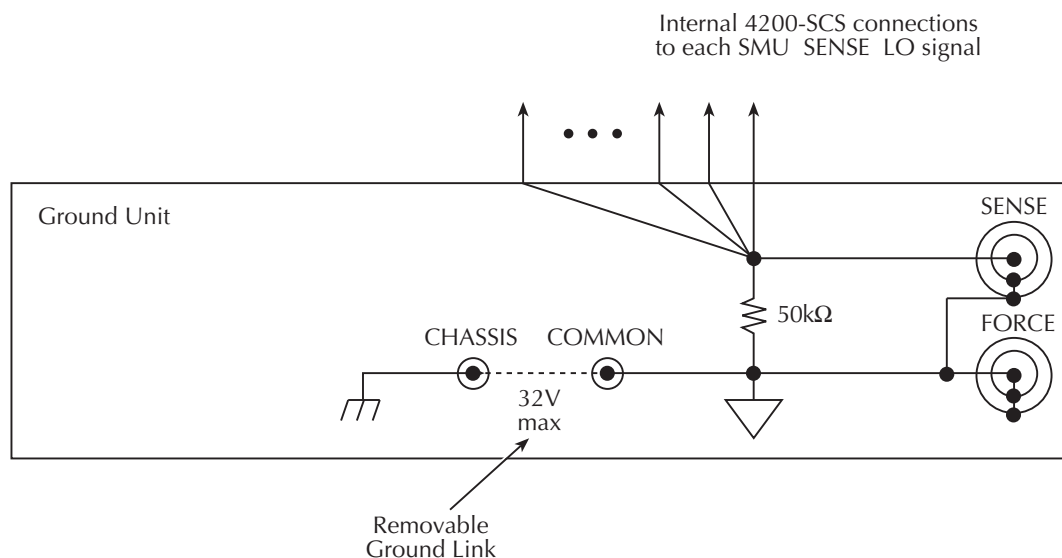 Internal 4200-SCS connections
to each SMU SENSE LO signal
Ground Unit
SENSE
50kΩ
FORCE
CHASSIS
COMMON
32V
max
Removable
Ground Link